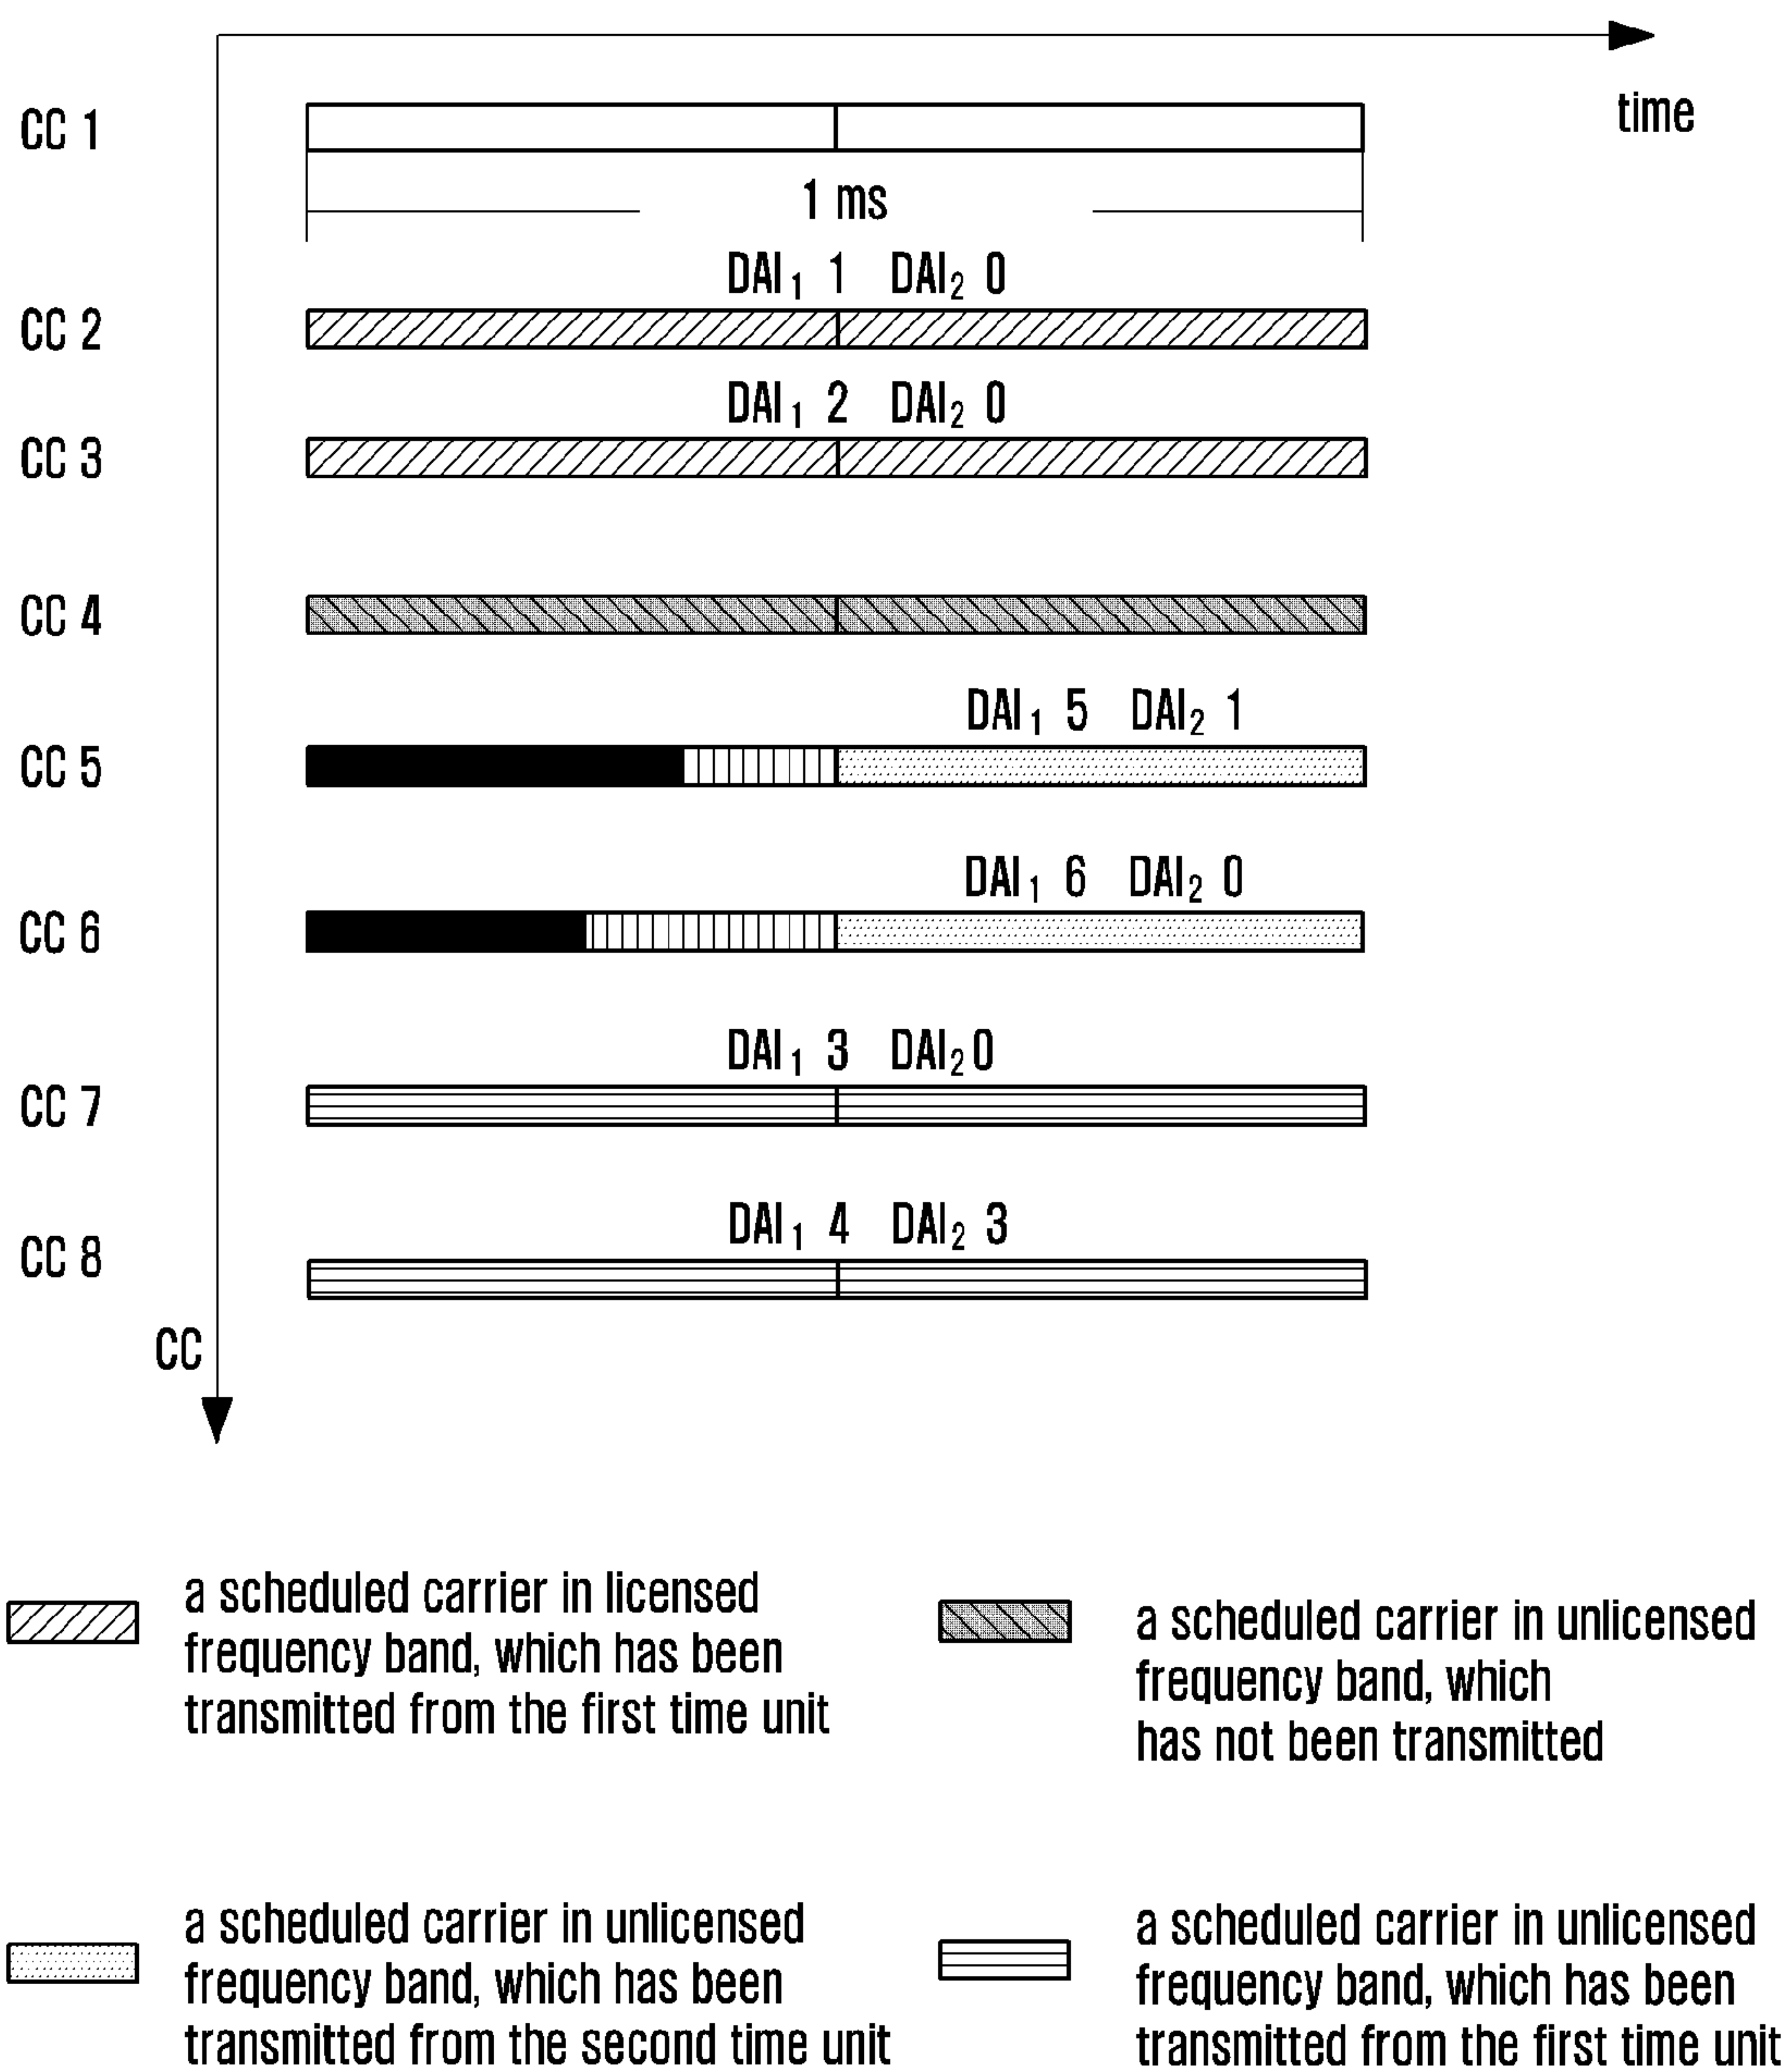 time
CC 1
1 ms
DAI₁ 1 DAI₂ 0
CC 2
DAI₁ 2 DAI₂ 0
CC 3
CC 4
DAI₁ 5 DAI₂ 1
CC 5
DAI₁ 6 DAI₂ 0
CC 6
DAI₁ 3 DAI₂ 0
CC 7
DAI₁ 4 DAI₂ 3
CC 8
CC
a scheduled carrier in licensed
frequency band, which has been
transmitted from the first time unit
a scheduled carrier in unlicensed
frequency band, which
has not been transmitted
a scheduled carrier in unlicensed
frequency band, which has been
transmitted from the second time unit
a scheduled carrier in unlicensed
frequency band, which has been
transmitted from the first time unit